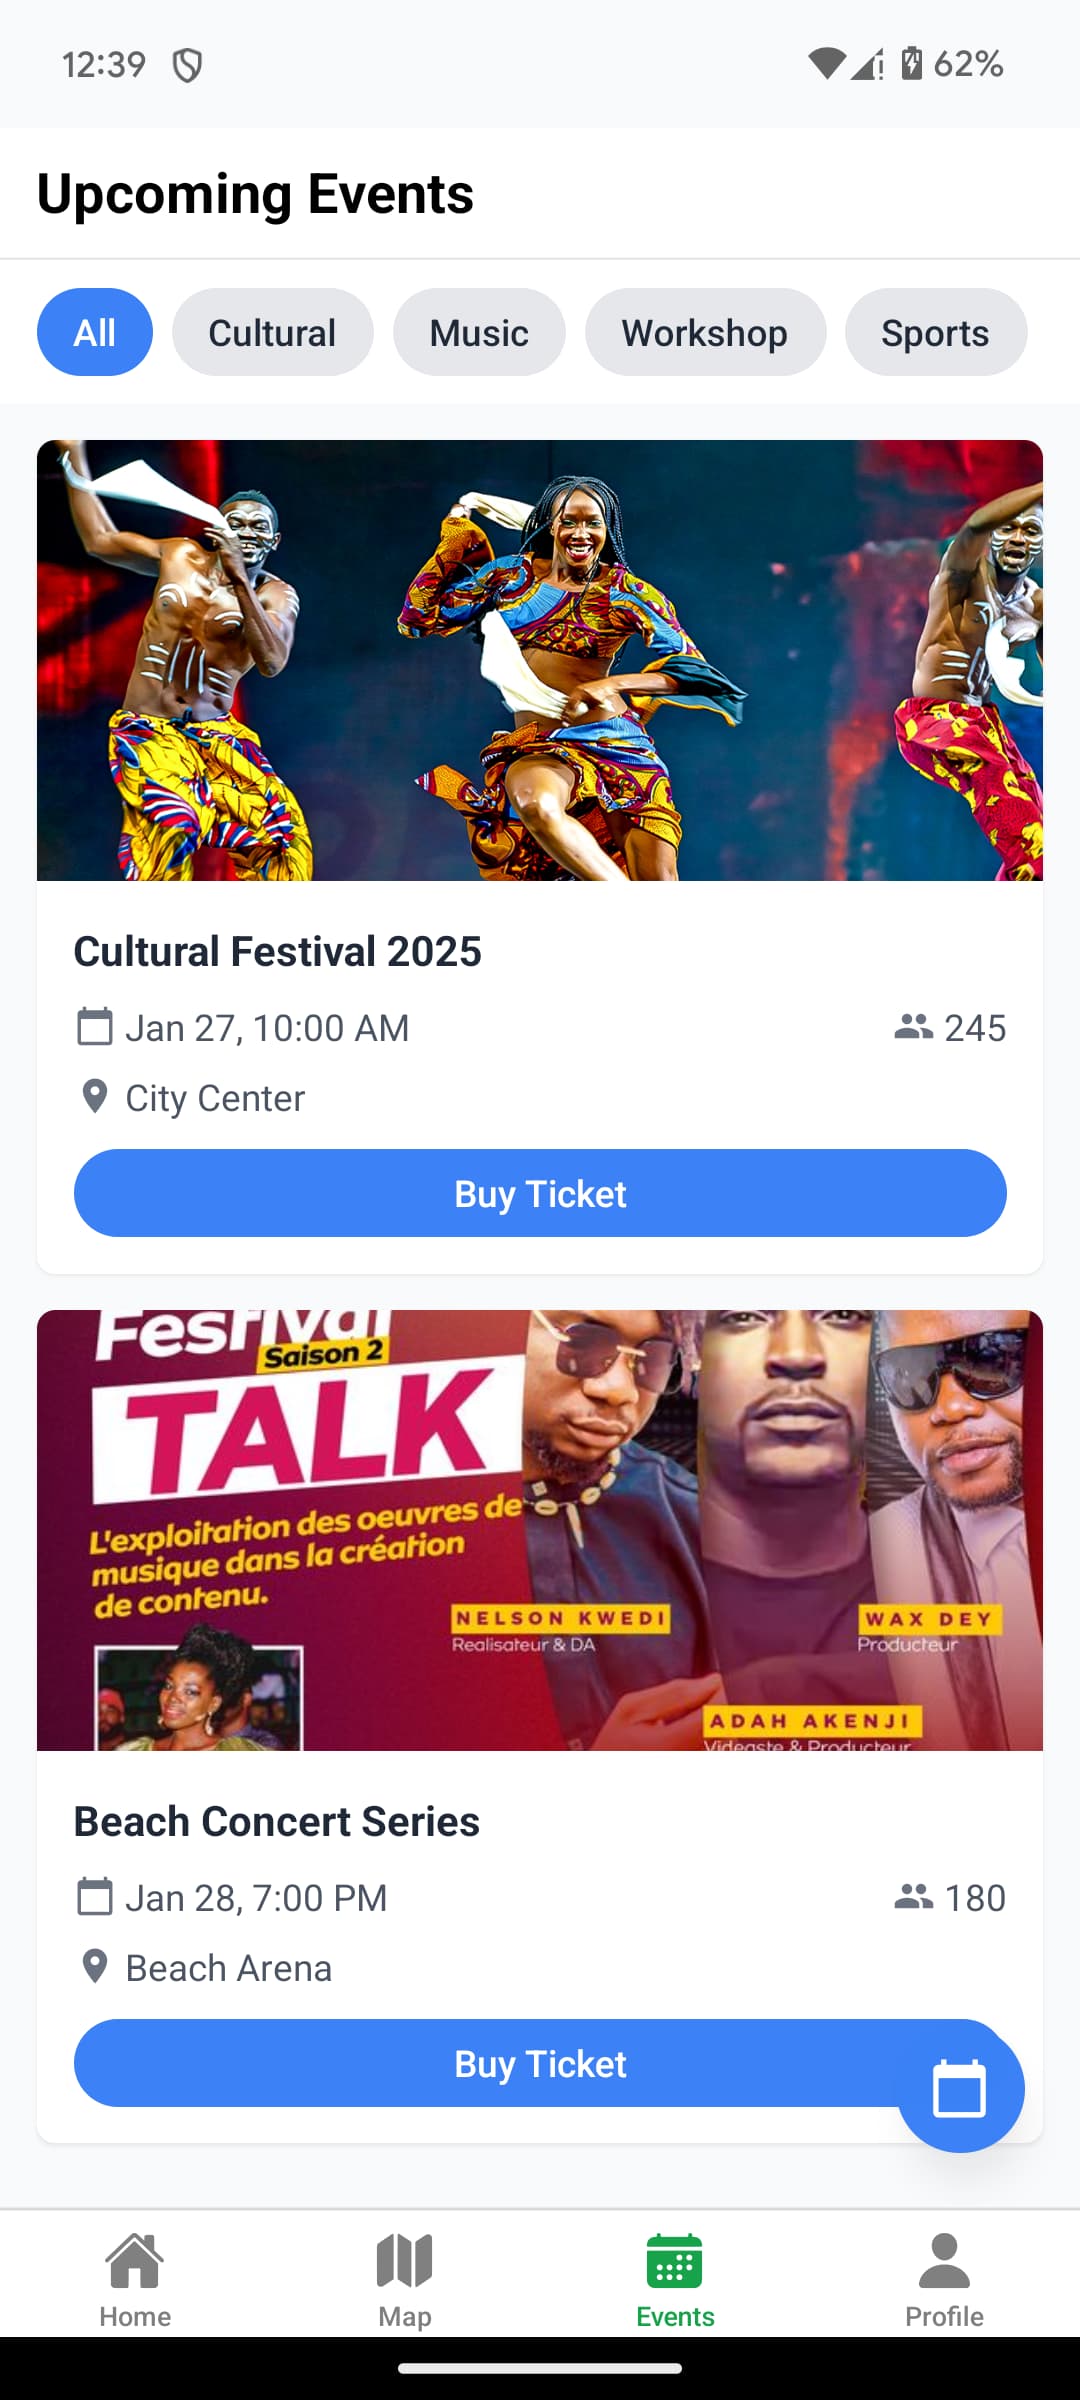 12:39
62%
Upcoming Events
All
Cultural
Music
Workshop
Sports
Cultural Festival 2025
Jan 27, 10:00 AM
245
City Center
Buy Ticket
Festival
Saison 2
TALK
L'exploitation des oeuvres de
musique dans la création
de contenu.
NELSON KWEDI
Realisateur & DA
WAX DEY
Producteur
ADAH AKENJI
Videaste & Producteur
Beach Concert Series
Jan 28, 7:00 PM
180
Beach Arena
Buy Ticket
Home
Map
Events
Profile